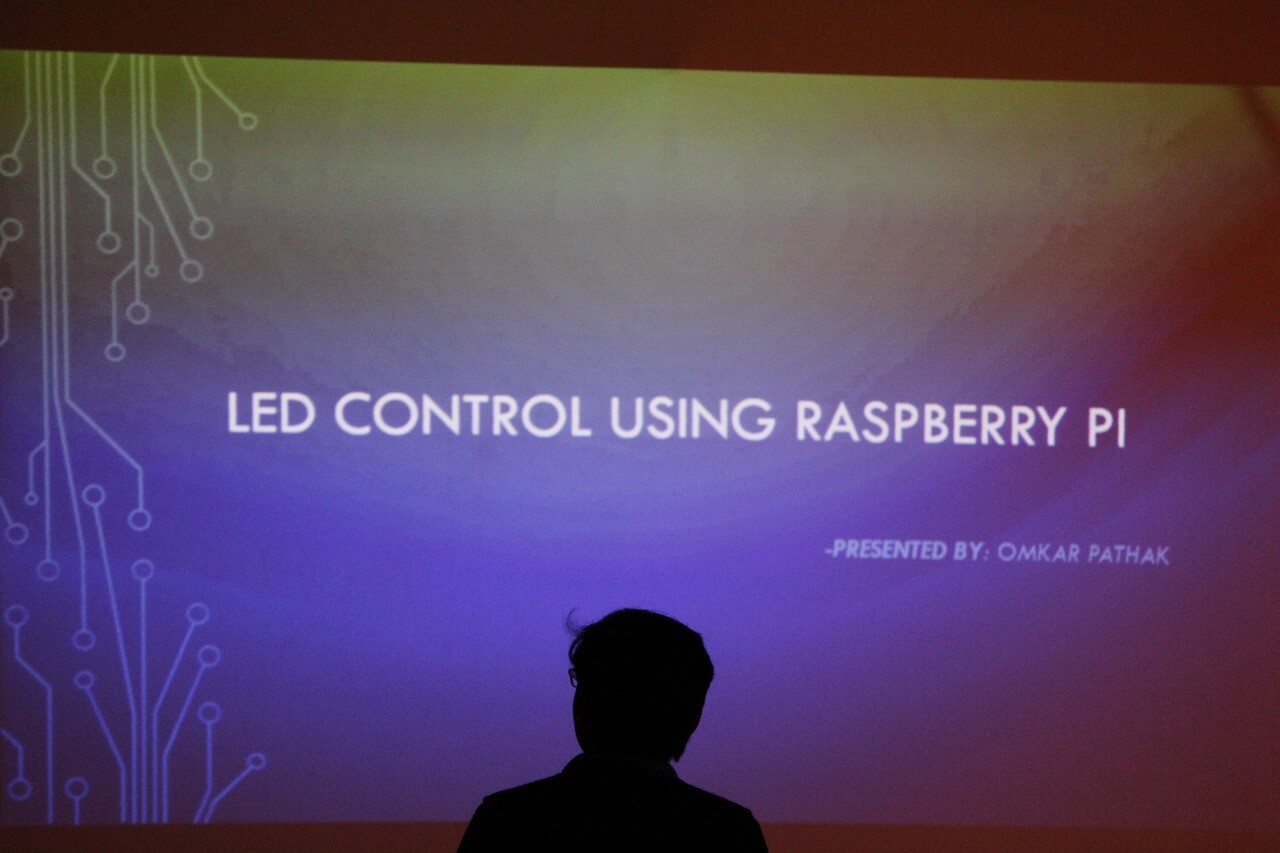 LED CONTROL USING RASPBERRY PI
-PRESENTED BY: OMKAR PATHAK